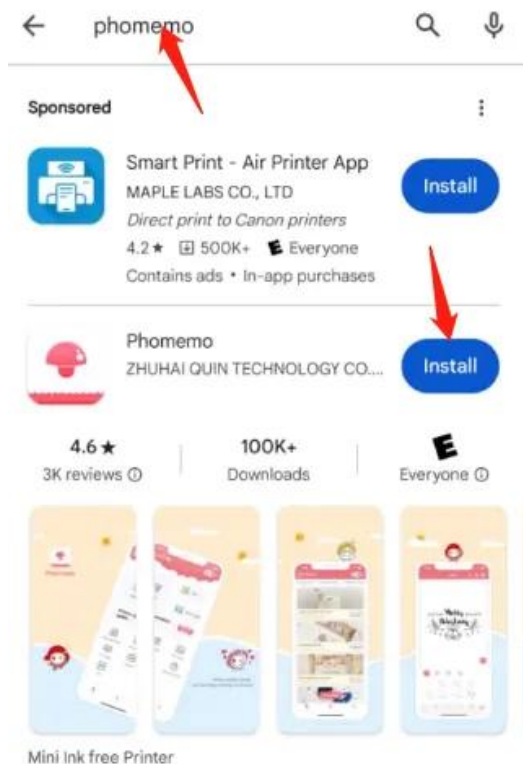 phomemo
Sponsored
Smart Print - Air Printer App
MAPLE LABS CO., LTD
Direct print to Canon printers
4.2★ 500K+ E Everyone
Contains ads • In-app purchases
Install
Phomemo
ZHUHAI QUIN TECHNOLOGY CO....
Install
4.6★
3K reviews
100K+
Downloads
E
Everyone
Mini Ink free Printer